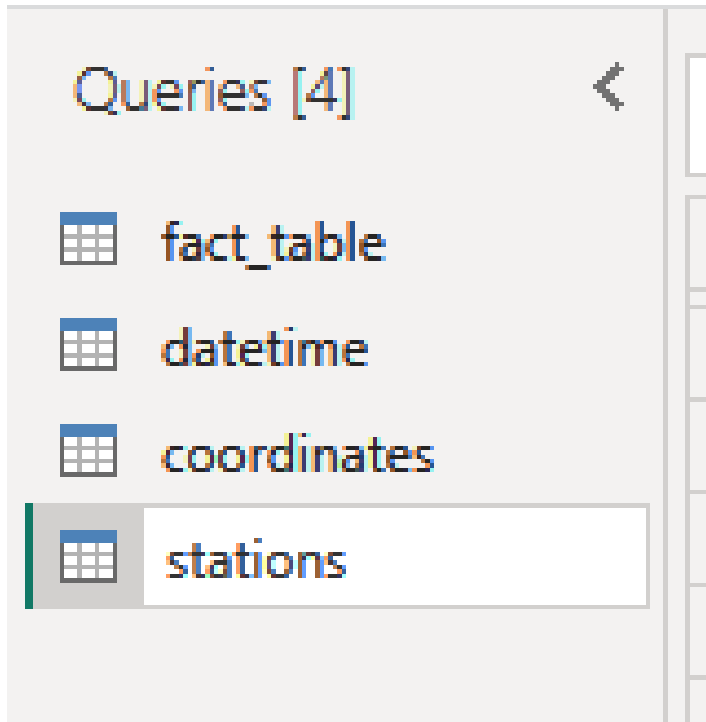 Queries [4]
fact_table
datetime
coordinates
stations